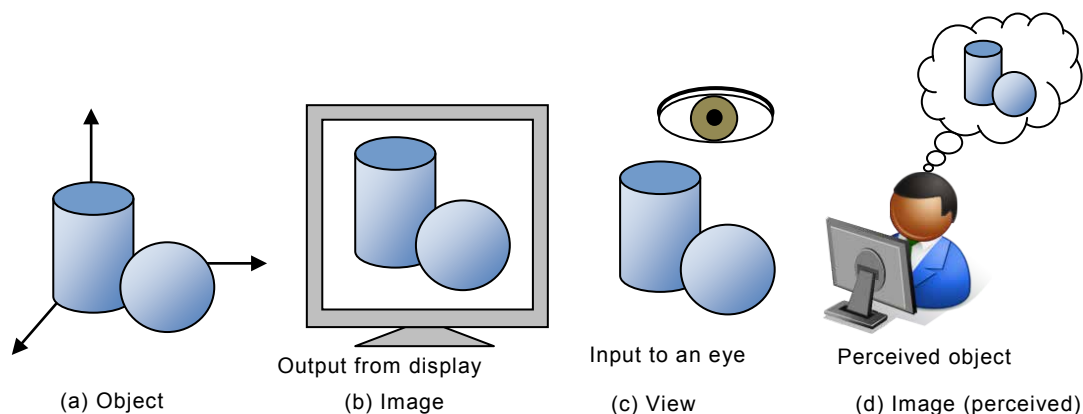 Output from display
Input to an eye
Perceived object
(a) Object
(b) Image
(c) View
(d) Image (perceived)